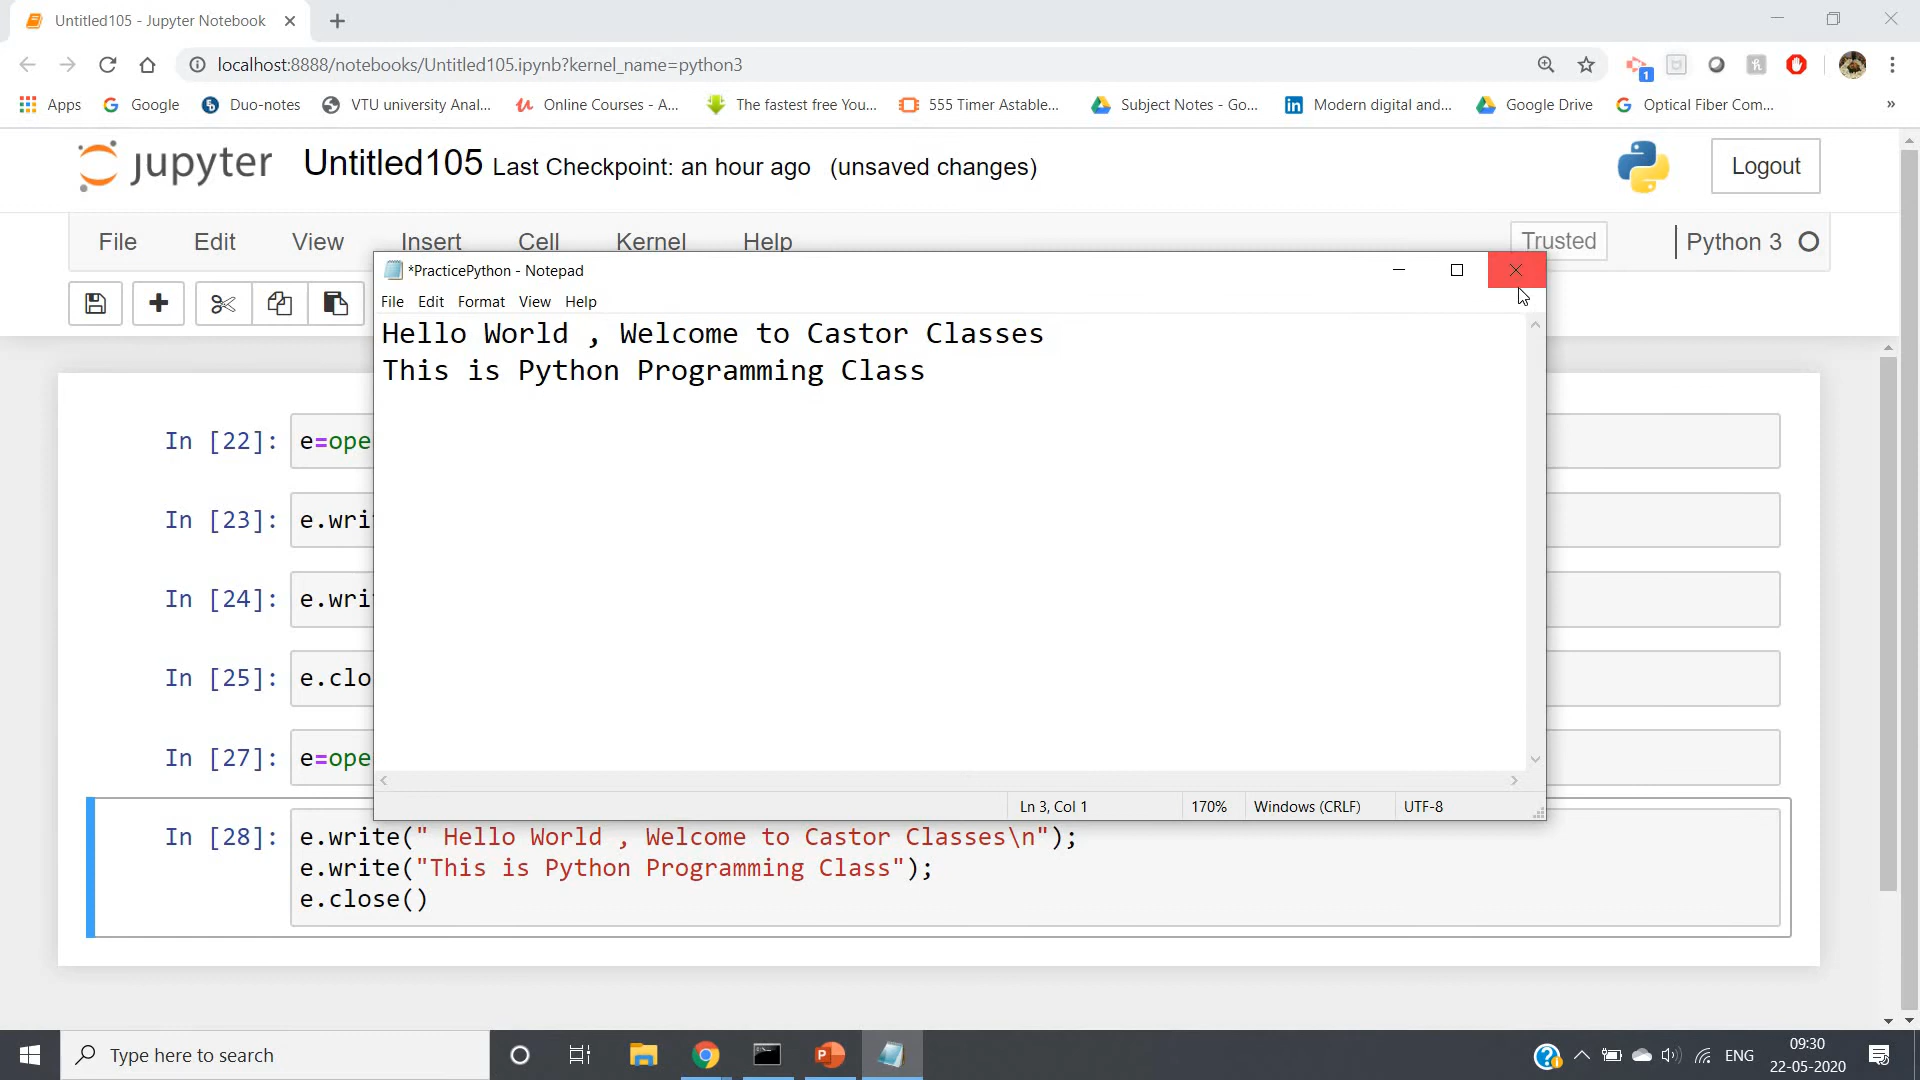 Untitled105 - Jupyter Notebook
localhost:8888/notebooks/Untitled105.ipynb?kernel_name=python3
1
Apps Google Duo-notes VTU university Anal... Online Courses - A... The fastest free You... 555 Timer Astable... Subject Notes - Go... Modern digital and... Google Drive Optical Fiber Com... »
jupyter Untitled105 Last Checkpoint: an hour ago (unsaved changes) Logout
File Edit View Insert Cell Kernel Help Trusted Python 3
*PracticePython - Notepad
File Edit Format View Help
Hello World , Welcome to Castor Classes
This is Python Programming Class
In [22]: e=ope
In [23]: e.wri
In [24]: e.wri
In [25]: e.clo
In [27]: e=ope
Ln 3, Col 1 170% Windows (CRLF) UTF-8
In [28]: e.write(" Hello World , Welcome to Castor Classes\n");
e.write("This is Python Programming Class");
e.close()
Type here to search
ENG
09:30
22-05-2020